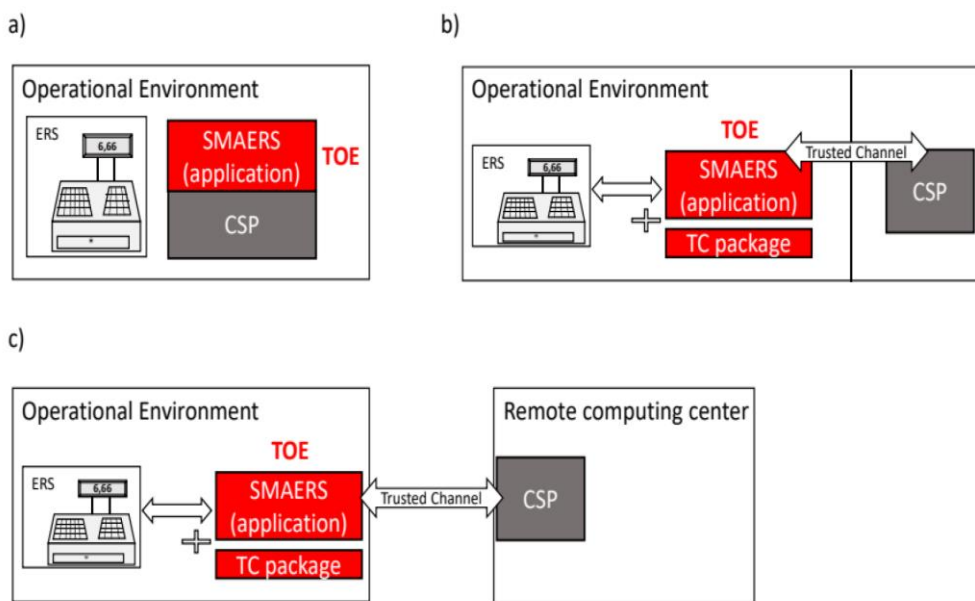 a)
Operational Environment
ERS
6,66
SMAERS
(application)
TOE
CSP
b)
Operational Environment
TOE
ERS
6,66
SMAERS
(application)
Trusted Channel
CSP
TC package
c)
Operational Environment
Remote computing center
TOE
ERS
6,66
SMAERS
(application)
Trusted Channel
CSP
TC package